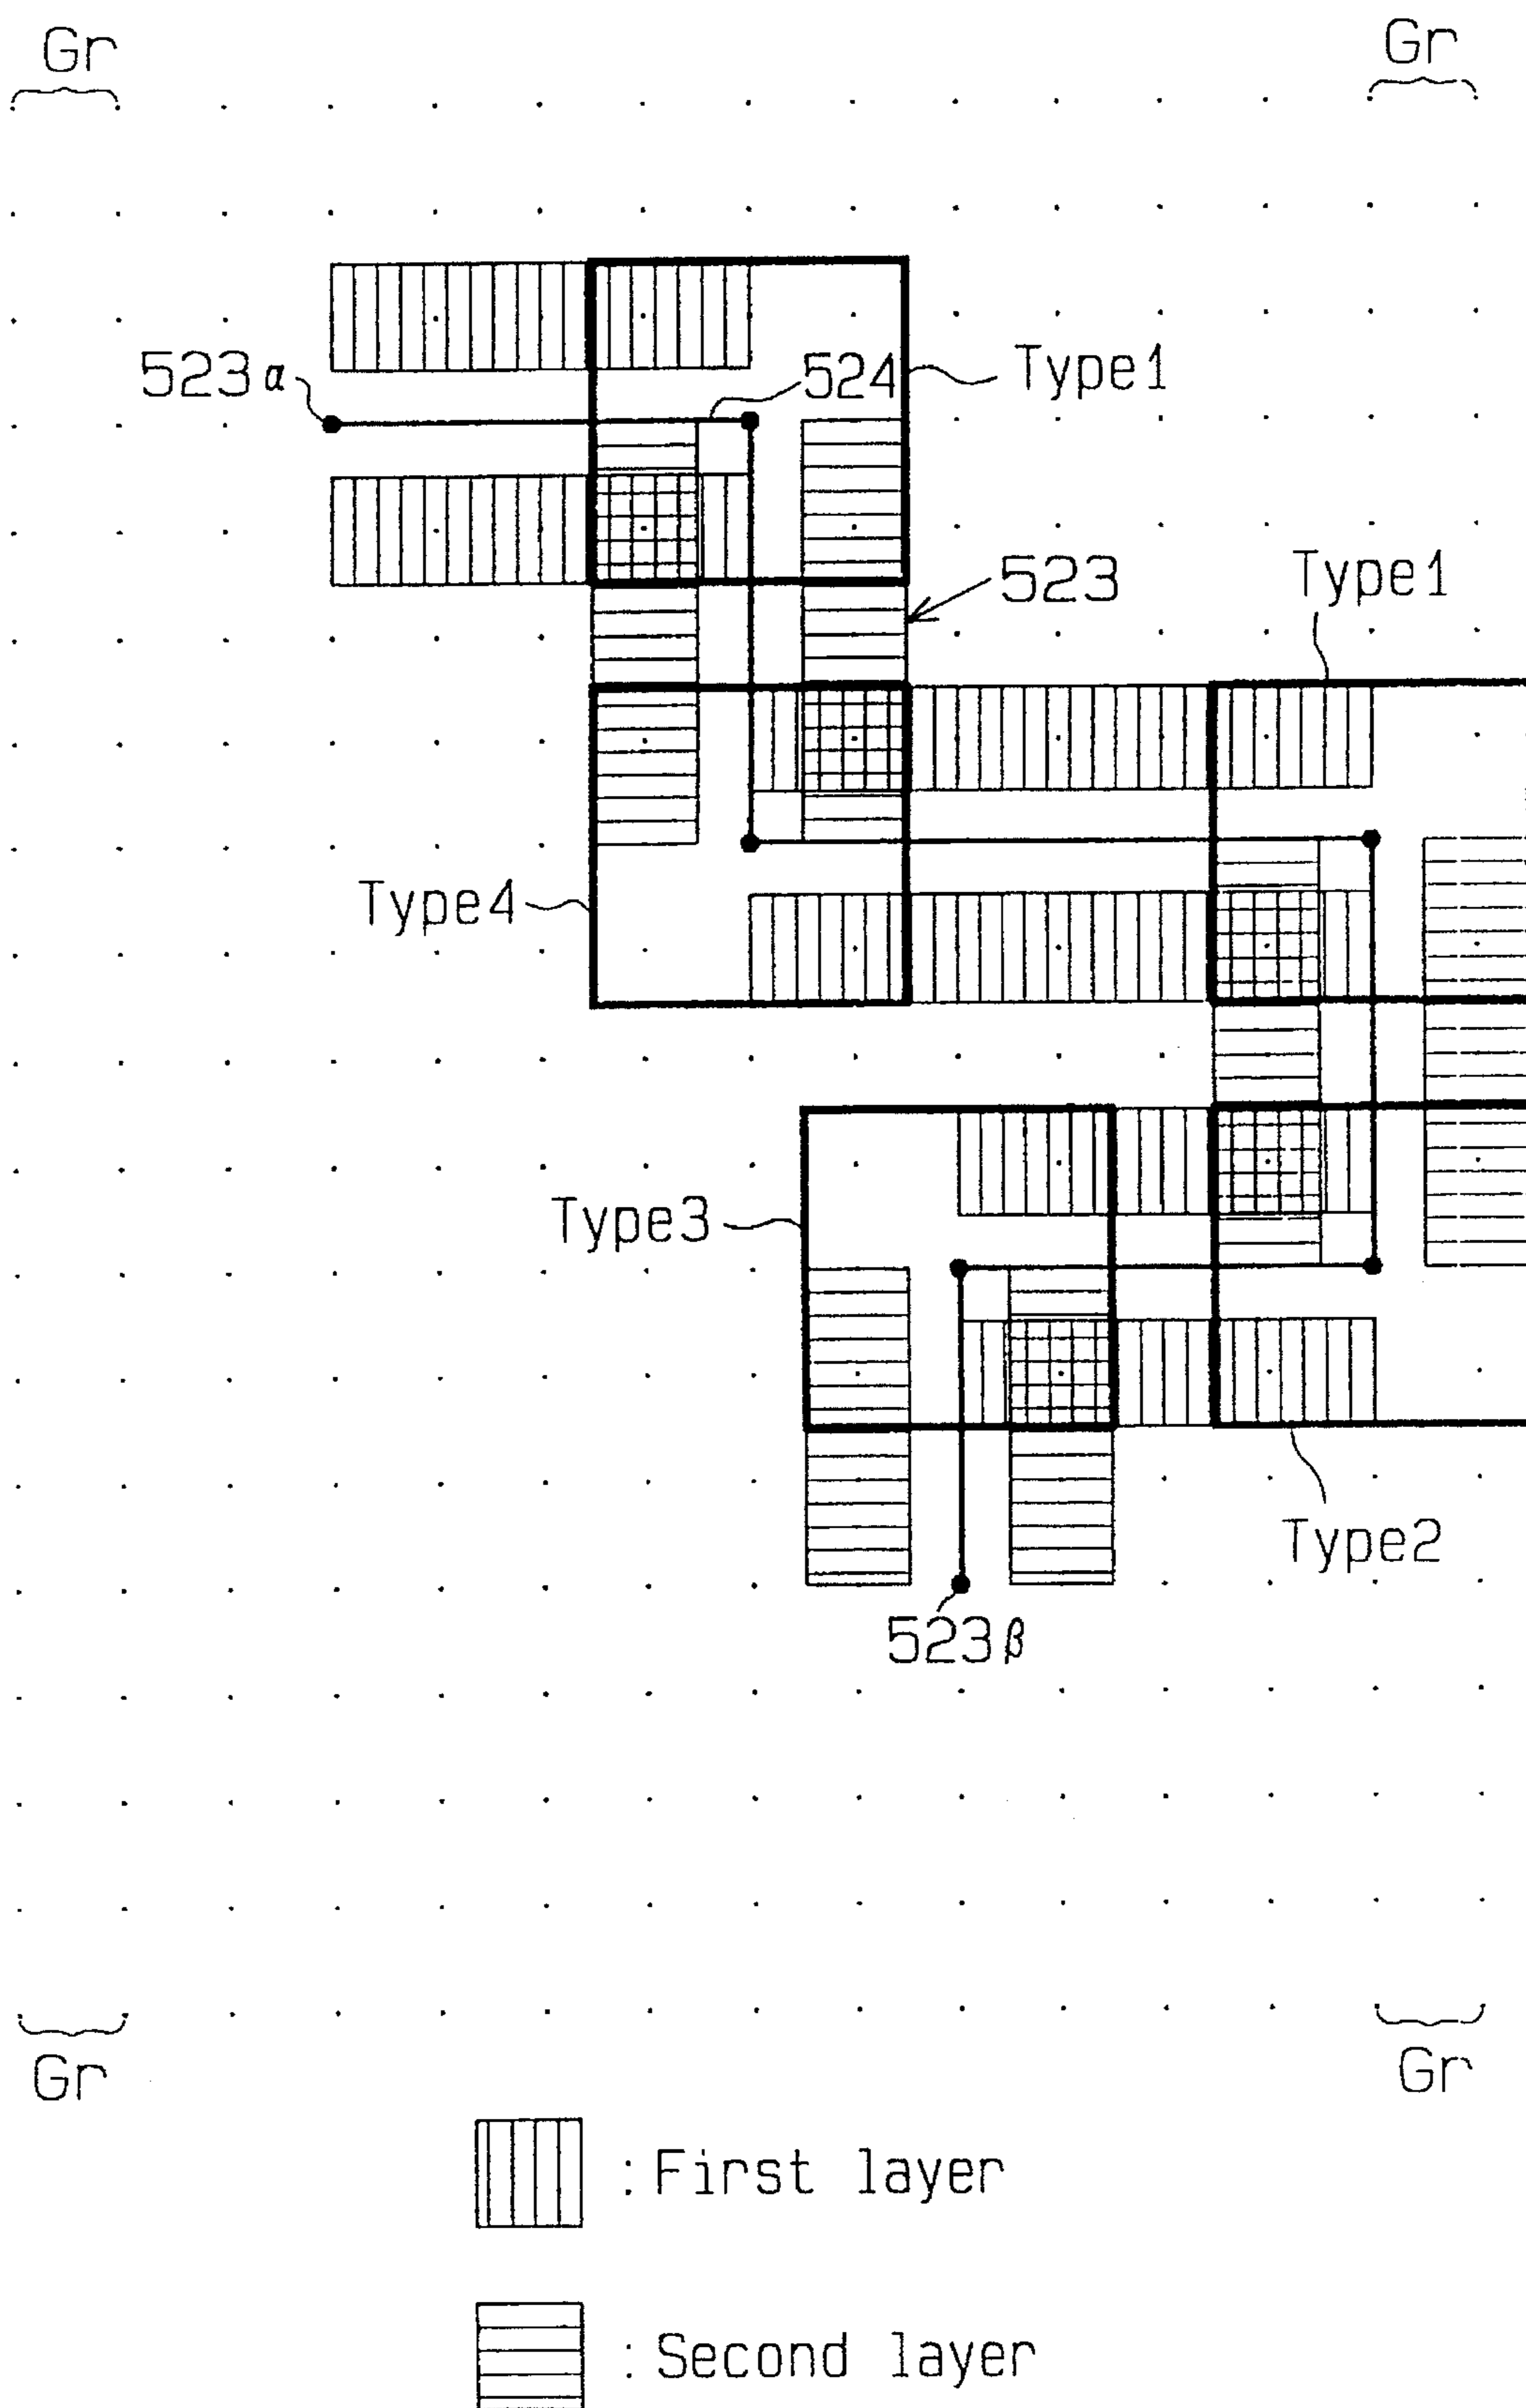 Gr
Gr
523α
524
Type1
523
Type1
Type4
Type3
Type2
523β
Gr
Gr
: First layer
: Second layer